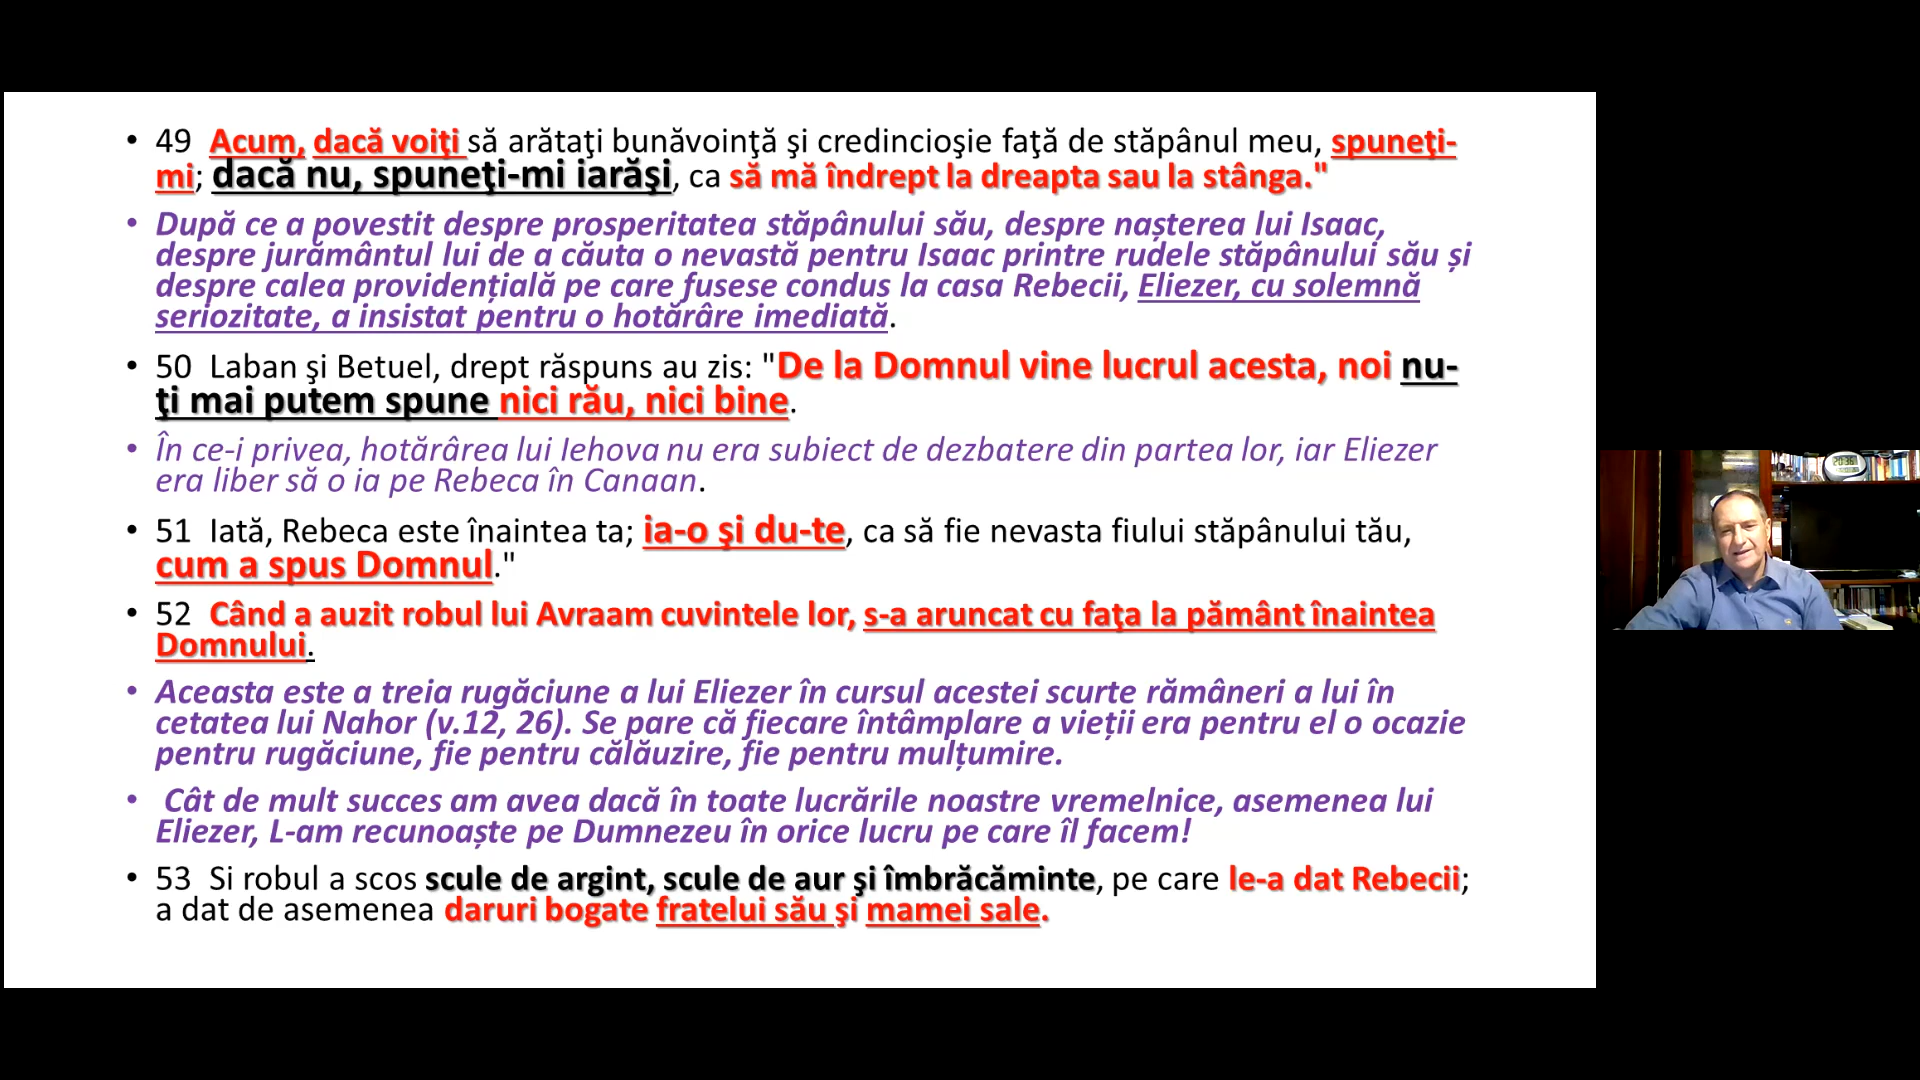 • 49 Acum, dacă voiţi să arătaţi bunăvoinţă şi credincioşie faţă de stăpânul meu, spuneţi-
mi; dacă nu, spuneţi-mi iarăşi, ca să mă îndrept la dreapta sau la stânga."
• După ce a povestit despre prosperitatea stăpânului său, despre nașterea lui Isaac,
despre jurământul lui de a căuta o nevastă pentru Isaac printre rudele stăpânului său și
despre calea providențială pe care fusese condus la casa Rebecii, Eliezer, cu solemnă
seriozitate, a insistat pentru o hotărâre imediată.
• 50 Laban şi Betuel, drept răspuns au zis: "De la Domnul vine lucrul acesta, noi nu-
ţi mai putem spune nici rău, nici bine.
• În ce-i privea, hotărârea lui Iehova nu era subiect de dezbatere din partea lor, iar Eliezer
era liber să o ia pe Rebeca în Canaan.
• 51 Iată, Rebeca este înaintea ta; ia-o şi du-te, ca să fie nevasta fiului stăpânului tău,
cum a spus Domnul."
• 52 Când a auzit robul lui Avraam cuvintele lor, s-a aruncat cu faţa la pământ înaintea
Domnului.
• Aceasta este a treia rugăciune a lui Eliezer în cursul acestei scurte rămâneri a lui în
cetatea lui Nahor (v.12, 26). Se pare că fiecare întâmplare a vieții era pentru el o ocazie
pentru rugăciune, fie pentru călăuzire, fie pentru mulțumire.
• Cât de mult succes am avea dacă în toate lucrările noastre vremelnice, asemenea lui
Eliezer, L-am recunoaște pe Dumnezeu în orice lucru pe care îl facem!
• 53 Si robul a scos scule de argint, scule de aur şi îmbrăcăminte, pe care le-a dat Rebecii;
a dat de asemenea daruri bogate fratelui său şi mamei sale.
20:36